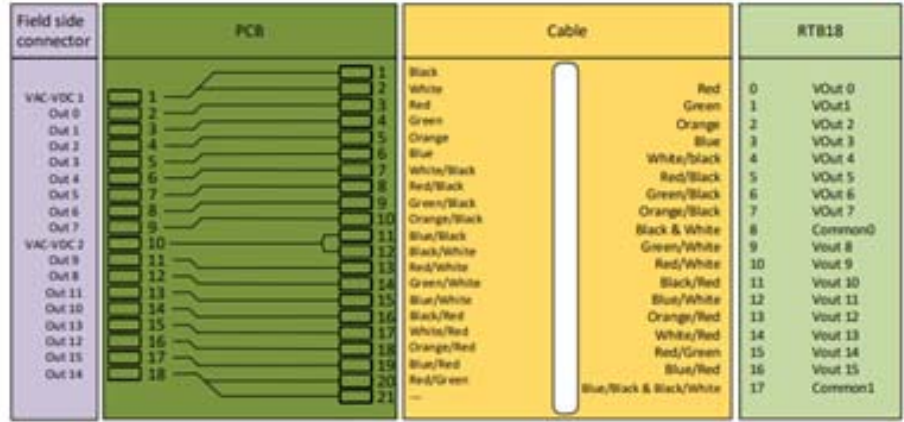 Field side connector
PCB
Cable
RTB18
VAC-VDC 1
Out 0
Out 1
Out 2
Out 3
Out 4
Out 5
Out 6
Out 7
VAC-VDC 2
Out 9
Out 8
Out 11
Out 10
Out 13
Out 12
Out 15
Out 14
1
2
3
4
5
6
7
8
9
10
11
12
13
14
15
16
17
18
1
2
3
4
5
6
7
8
9
10
11
12
13
14
15
16
17
18
19
20
21
Black
White
Red
Green
Orange
Blue
White/Black
Red/Black
Green/Black
Orange/Black
Blue/Black
Black/White
Red/White
Green/White
Blue/White
Black/Red
White/Red
Orange/Red
Blue/Red
Red/Green
---
Red
Green
Orange
Blue
White/black
Red/Black
Green/Black
Orange/Black
Black & White
Green/White
Red/White
Black/Red
Blue/White
Orange/Red
White/Red
Red/Green
Blue/Red
Blue/Black & Black/White
0 VOut 0
1 VOut1
2 VOut 2
3 VOut 3
4 VOut 4
5 VOut 5
6 VOut 6
7 VOut 7
8 Common0
9 Vout 8
10 Vout 9
11 Vout 10
12 Vout 11
13 Vout 12
14 Vout 13
15 Vout 14
16 Vout 15
17 Common1